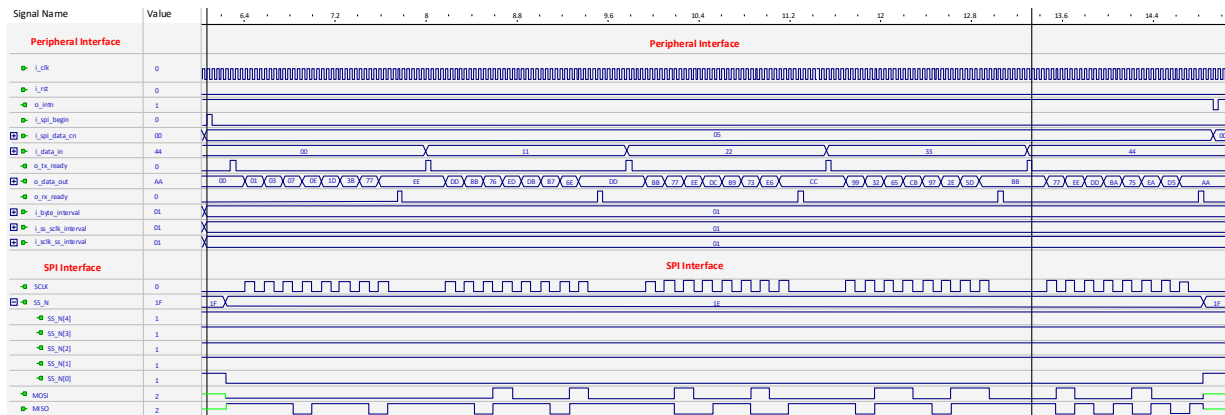 Signal Name Value 6.4 7.2 8 8.8 9.6 10.4 11.2 12 12.8 13.6 14.4
Peripheral Interface Peripheral Interface
i_clk 0
i_rst 0
o_intn 1
i_spi_begin 0
i_spi_data_cn 00 05 00
i_data_in 44 00 11 22 33 44
o_tx_ready 0
o_data_out AA 00 01 03 07 0E 1D 3B 77 EE DD BB 76 ED DB B7 6E DD BB 77 EE DC B9 73 E6 CC 99 32 65 CB 97 2E 5D BB 77 EE DD BA 75 EA D5 AA
o_rx_ready 0
i_byte_interval 01 01
i_ss_sclk_interval 01 01
i_sclk_ss_interval 01 01
SPI Interface SPI Interface
SCLK 0
SS_N 1F 1F 1E 1F
SS_N[4] 1
SS_N[3] 1
SS_N[2] 1
SS_N[1] 1
SS_N[0] 1
MOSI Z
MISO Z